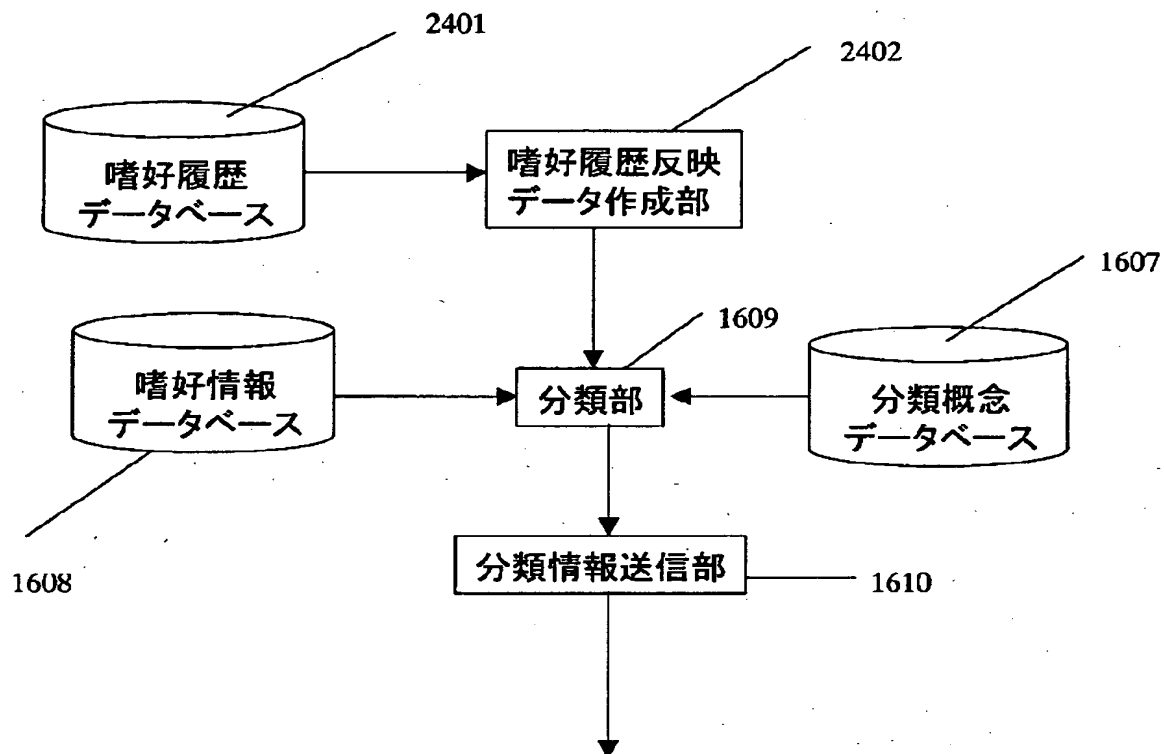 2401
2402
嗜好履歴
データベース
嗜好履歴反映
データ作成部
1607
1609
嗜好情報
データベース
分類部
分類概念
データベース
分類情報送信部
1608
1610